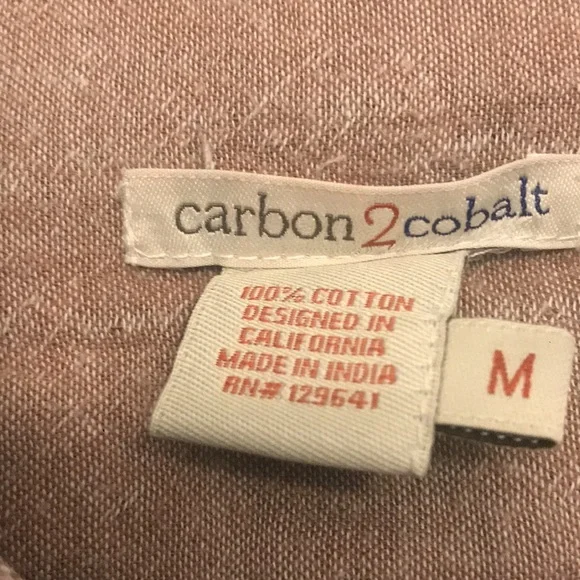 carbon2cobalt
100% COTTON
DESIGNED IN
CALIFORNIA
MADE IN INDIA
RN# 129641
M